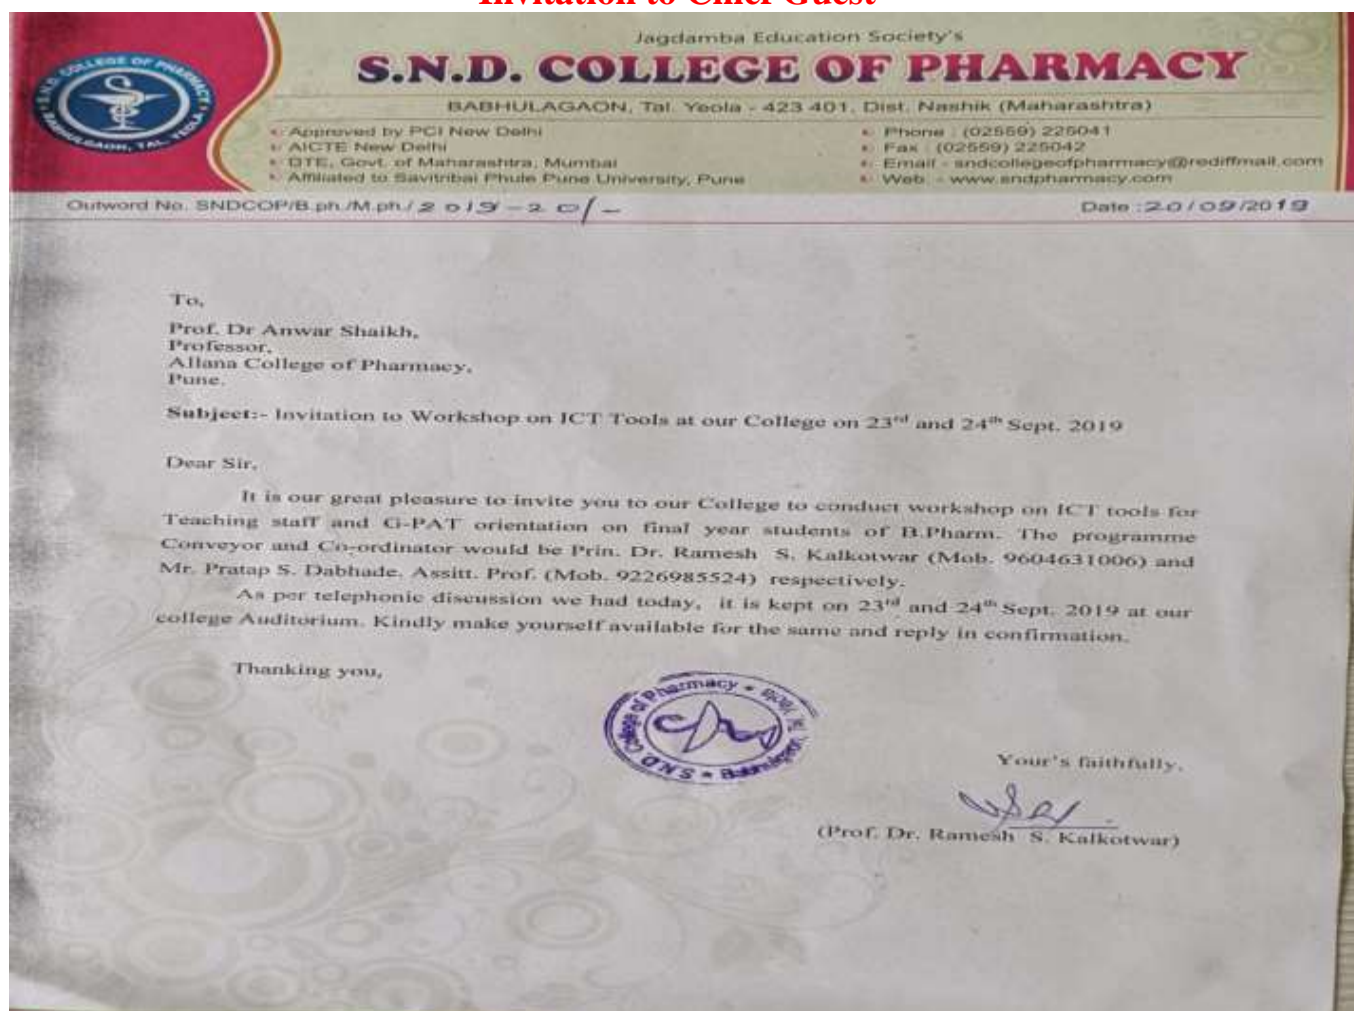 Invitation to Chief Guest
Jagdamba Education Society's
S.N.D. COLLEGE OF PHARMACY
BABHULAGAON, Tal. Yeola - 423 401. Dist. Nashik (Maharashtra)
Approved by PCI New Delhi
AICTE New Delhi
DTE, Govt. of Maharashtra, Mumbai
Affiliated to Savitribai Phule Pune University, Pune
Phone : (02559) 225041
Fax : (02559) 225042
Email - sndcollegeofpharmacy@rediffmail.com
Web. - www.sndpharmacy.com
S.N.D. COLLEGE OF PHARMACY
BABHULGAON, TAL. YEOLA
Outword No. SNDCOP/B.ph./M.ph./ 2019-20/-
Date : 20/09/2019
To,
Prof. Dr Anwar Shaikh,
Professor,
Allana College of Pharmacy,
Pune.
Subject:- Invitation to Workshop on ICT Tools at our College on 23rd and 24th Sept. 2019
Dear Sir,
It is our great pleasure to invite you to our College to conduct workshop on ICT tools for
Teaching staff and G-PAT orientation on final year students of B.Pharm. The programme
Conveyor and Co-ordinator would be Prin. Dr. Ramesh S. Kalkotwar (Mob. 9604631006) and
Mr. Pratap S. Dabhade. Assitt. Prof. (Mob. 9226985524) respectively.
As per telephonic discussion we had today, it is kept on 23rd and 24th Sept. 2019 at our
college Auditorium. Kindly make yourself available for the same and reply in confirmation.
Thanking you,
S N D College of Pharmacy
Your's faithfully,
(Prof. Dr. Ramesh S. Kalkotwar)